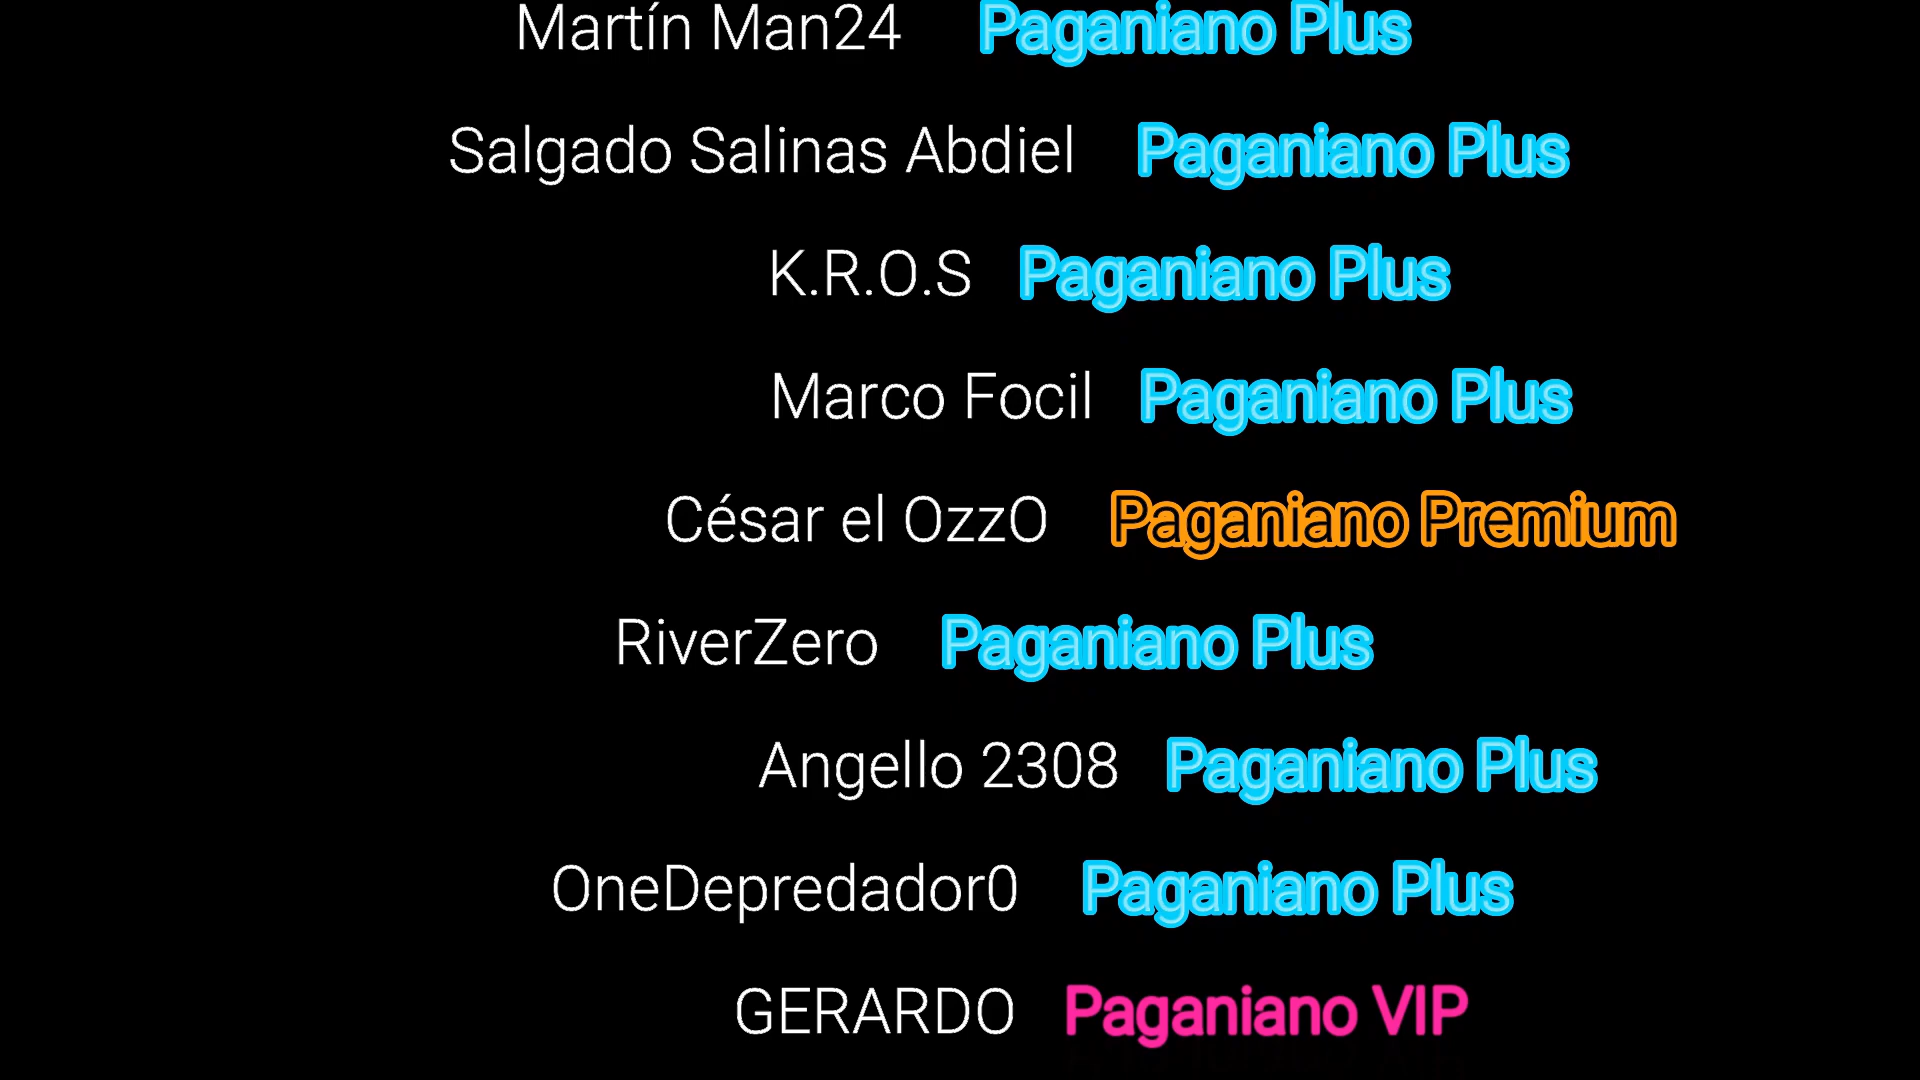 Martín Man24 Paganiano Plus
Salgado Salinas Abdiel Paganiano Plus
K.R.O.S Paganiano Plus
Marco Focil Paganiano Plus
César el OzzO Paganiano Premium
RiverZero Paganiano Plus
Angello 2308 Paganiano Plus
OneDepredador0 Paganiano Plus
GERARDO Paganiano VIP